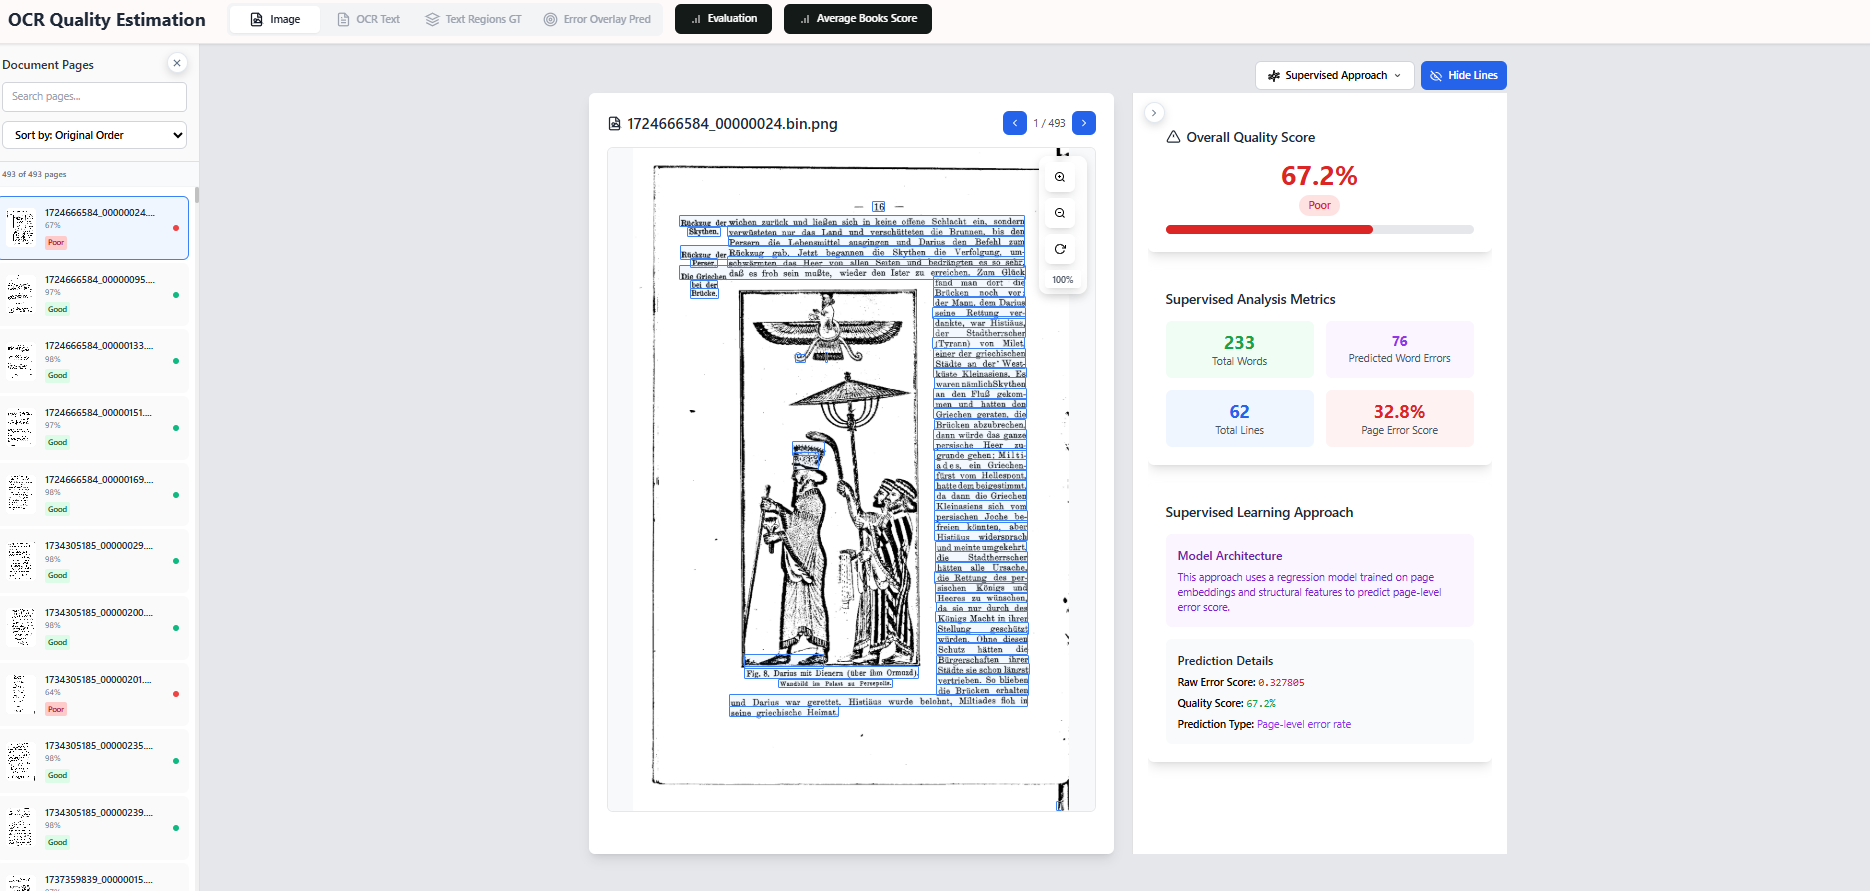 OCR Quality Estimation
Image
OCR Text
Text Regions GT
Error Overlay Pred
Evaluation
Average Books Score
Document Pages
Search pages...
Sort by: Original Order
493 of 493 pages
1724666584_00000024....
67%
Poor
1724666584_00000095....
97%
Good
1724666584_00000133....
98%
Good
1724666584_00000151....
97%
Good
1724666584_00000169....
98%
Good
1734305185_00000029....
98%
Good
1734305185_00000200....
98%
Good
1734305185_00000201....
64%
Poor
1734305185_00000235....
98%
Good
1734305185_00000239....
98%
Good
1737359839_00000015....
1724666584_00000024.bin.png
1 / 493
100%
— 16 —
Rückzug der
Skythen.
Rückzug der
Perser.
Die Griechen
bei der
Brücke.
wichen zurück und ließen sich in keine offene Schlacht ein, sondern
verwüsteten nur das Land und verschütteten die Brunnen, bis den
Persern die Lebensmittel ausgingen und Darius den Befehl zum
Rückzug gab. Jetzt begannen die Skythen die Verfolgung, um-
schwärmten das Heer von allen Seiten und bedrängten es so sehr,
daß es froh sein mußte, wieder den Ister zu erreichen. Zum Glück
fand man dort die
Brücken noch vor;
der Mann, dem Darius
seine Rettung ver-
dankte, war Histiäus,
der Stadtherrscher
(Tyrann) von Milet,
einer der griechischen
Städte an der West-
küste Kleinasiens. Es
waren nämlich Skythen
an den Fluß gekom-
men und hatten den
Griechen geraten, die
Brücken abzubrechen,
dann würde das ganze
persische Heer zu-
grunde gehen; Milti-
ades, ein Griechen-
fürst vom Hellespont,
hatte dem beigestimmt,
da dann die Griechen
Kleinasiens sich vom
persischen Joche be-
freien könnten, aber
Histiäus widersprach
und meinte umgekehrt,
die Stadtherrscher
hätten alle Ursache,
die Rettung des per-
sischen Königs und
Heeres zu wünschen,
da sie nur durch des
Königs Macht in ihrer
Stellung geschützt
würden. Ohne diesen
Schutz hätten die
Bürgerschaften ihrer
Städte sie schon längst
vertrieben. So blieben
die Brücken erhalten
Fig. 8. Darius mit Dienern (über ihm Ormuzd).
Wandbild im Palast zu Persepolis.
und Darius war gerettet. Histiäus wurde belohnt, Miltiades floh in
seine griechische Heimat.
Supervised Approach
Hide Lines
Overall Quality Score
67.2%
Poor
Supervised Analysis Metrics
233
Total Words
76
Predicted Word Errors
62
Total Lines
32.8%
Page Error Score
Supervised Learning Approach
Model Architecture
This approach uses a regression model trained on page
embeddings and structural features to predict page-level
error score.
Prediction Details
Raw Error Score: 0.327805
Quality Score: 67.2%
Prediction Type: Page-level error rate